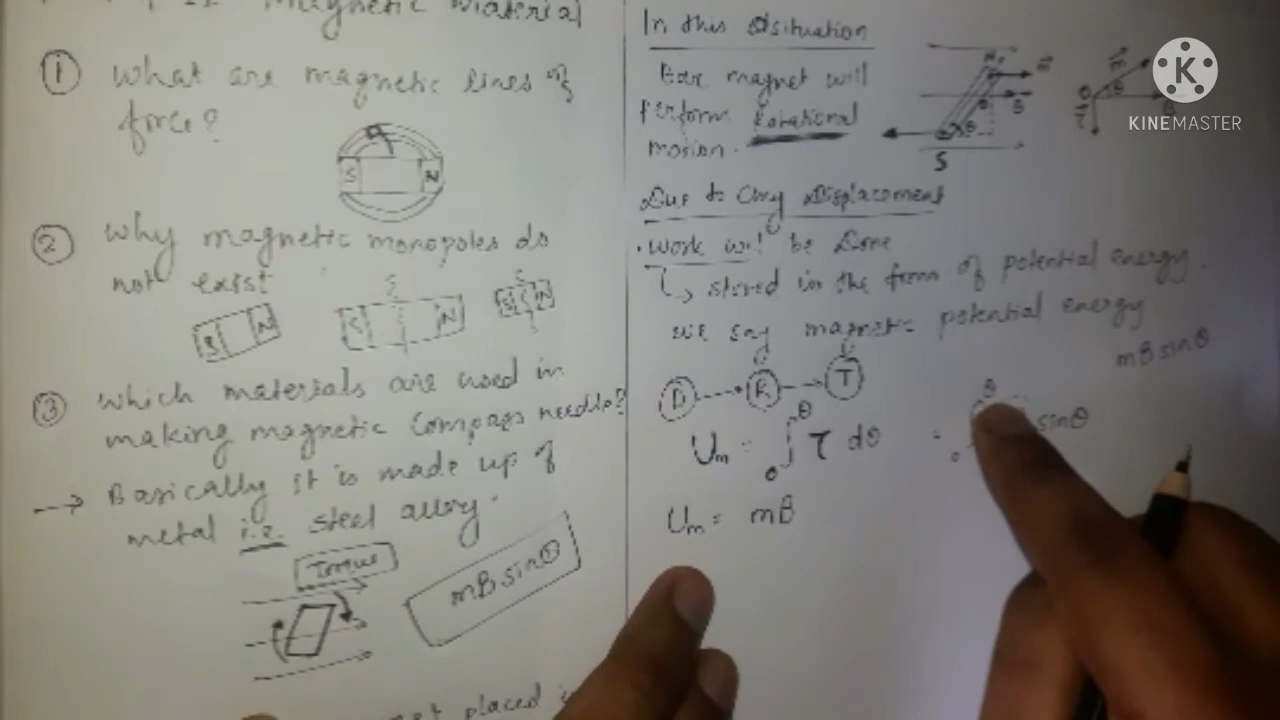 Magnetic Material
① What are magnetic lines of
force?
S N
② Why magnetic monopoles do
not exist
S N
S N
S N
③ Which materials are used in
making magnetic compass needle?
→ Basically it is made up of
metal i.e. steel alloy.
Torque
mB sinθ
placed
In this situation
Bar magnet will
perform Rotational
motion.
S
Due to any Displacement
. work will be Done
↳ stored in the form of potential energy.
we say magnetic potential energy
mB sinθ
D → R → T
Um = ∫ τ dθ =
θ
0
sinθ
Um = mB
K
KINEMASTER